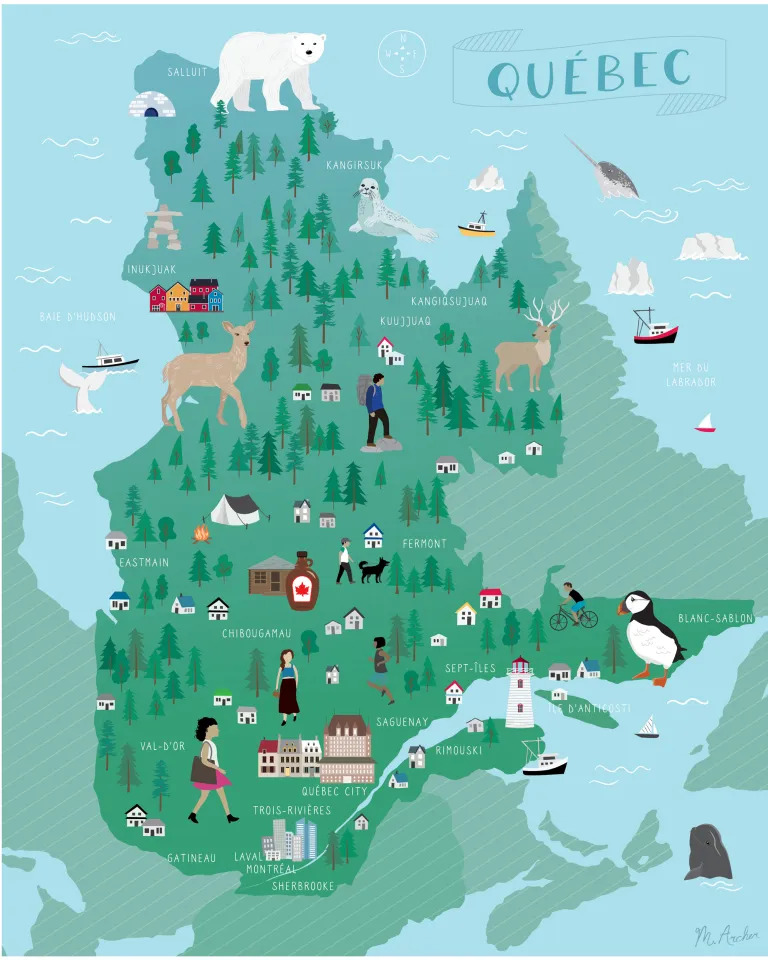 N
W E
S
QUÉBEC
SALLUIT
KANGIRSUK
INUKJUAK
KANGIQSUJUAQ
BAIE D'HUDSON
KUUJJUAQ
MER DU
LABRADOR
FERMONT
EASTMAIN
BLANC-SABLON
CHIBOUGAMAU
SEPT-ÎLES
ILE D'ANTICOSTI
SAGUENAY
VAL-D'OR
RIMOUSKI
QUÉBEC CITY
TROIS-RIVIÈRES
GATINEAU
LAVAL
MONTRÉAL
SHERBROOKE
M. Archer